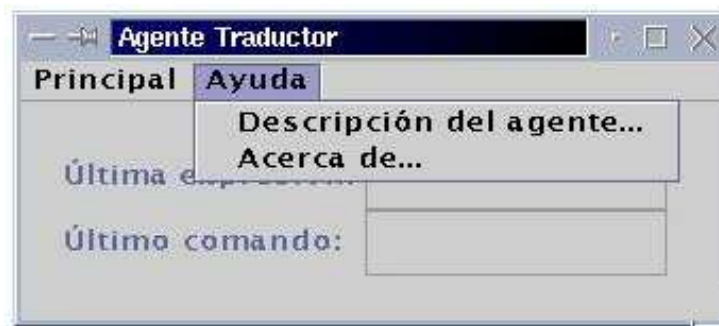 Agente Traductor
Principal Ayuda
Descripción del agente...
Acerca de...
Última
Último comando: